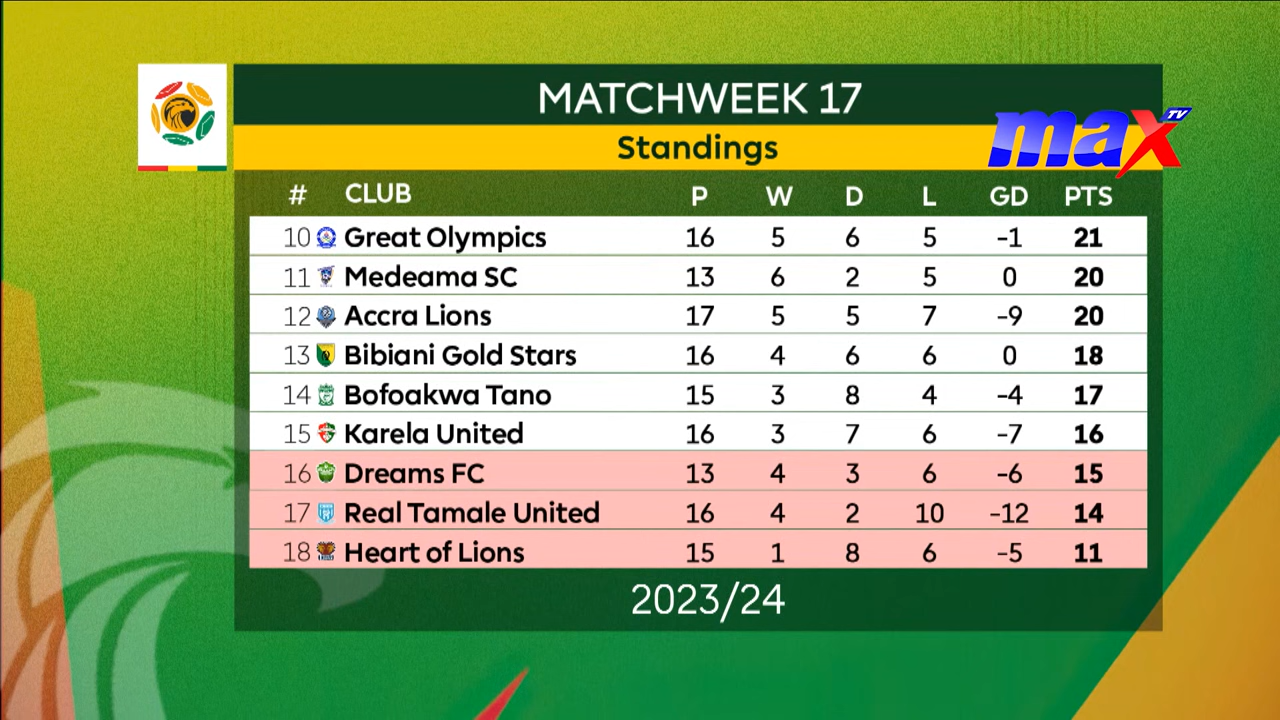 MATCHWEEK 17
max TV
Standings
# CLUB P W D L GD PTS
10 Great Olympics 16 5 6 5 -1 21
11 Medeama SC 13 6 2 5 0 20
12 Accra Lions 17 5 5 7 -9 20
13 Bibiani Gold Stars 16 4 6 6 0 18
14 Bofoakwa Tano 15 3 8 4 -4 17
15 Karela United 16 3 7 6 -7 16
16 Dreams FC 13 4 3 6 -6 15
17 Real Tamale United 16 4 2 10 -12 14
18 Heart of Lions 15 1 8 6 -5 11
2023/24